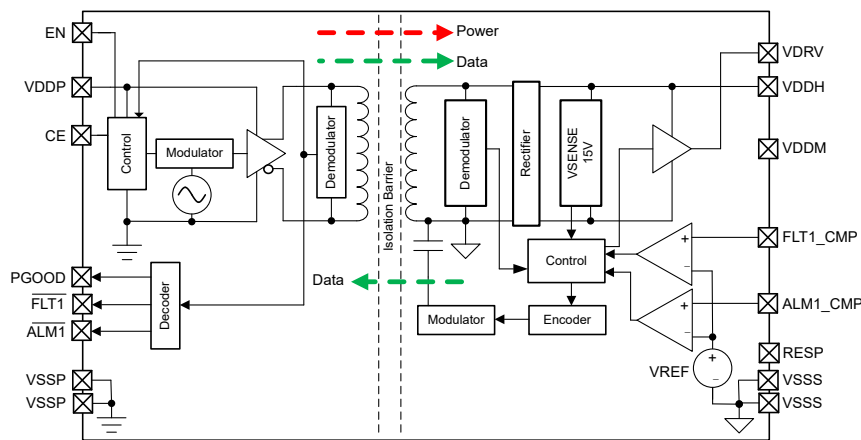 EN
Power
VDRV
Data
VDDP
VDDH
CE
Control
Modulator
Demodulator
Isolation Barrier
Demodulator
Rectifier
VSENSE
15V
VDDM
FLT1_CMP
Control
PGOOD
Data
FLT1
Decoder
ALM1
Modulator
Encoder
ALM1_CMP
RESP
VREF
VSSP
VSSS
VSSP
VSSS
+
−
+
−
+
−